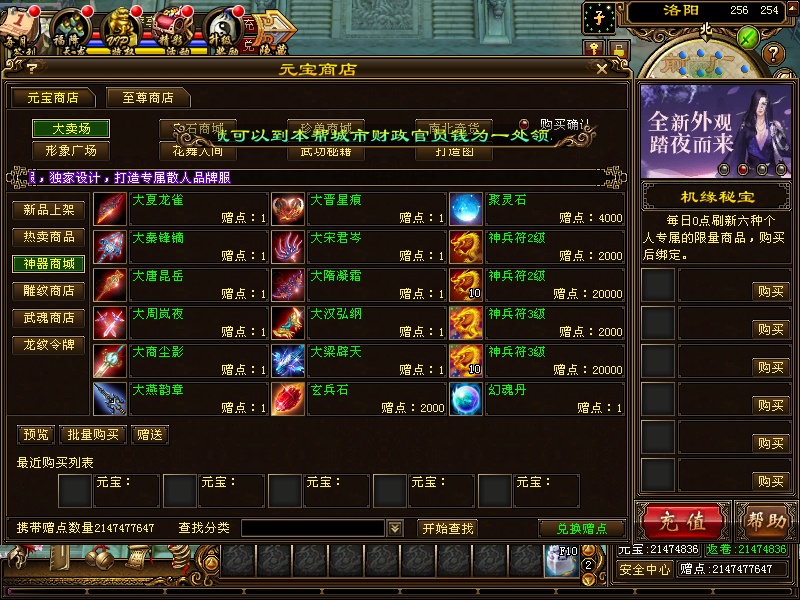 洛阳 256 254
北
元宝商店
元宝商店 至尊商店
大卖场
购买确认
可以到本帮城市财政官员钱为一处领
形象广场 花舞人间 武功秘籍 打造图
，独家设计，打造专属散人品牌服
新品上架
热卖商品
神器商城
雕纹商店
武魂商店
龙纹令牌
大夏龙雀 赠点：1
大晋星痕 赠点：1
聚灵石 赠点：4000
大秦锋镝 赠点：1
大宋君岑 赠点：1
神兵符2级 赠点：2000
大唐昆岳 赠点：1
大隋凝霜 赠点：1
10 神兵符2级 赠点：20000
大周岚夜 赠点：1
大汉弘纲 赠点：1
神兵符3级 赠点：2000
大商尘影 赠点：1
大梁辟天 赠点：1
10 神兵符3级 赠点：20000
大燕韵章 赠点：1
玄兵石 赠点：2000
幻魂丹 赠点：1
预览 批量购买 赠送
最近购买列表
元宝： 元宝： 元宝： 元宝： 元宝：
携带赠点数量2147477647 查找分类 开始查找 兑换赠点
全新外观
踏夜而来
机缘秘宝
每日0点刷新六种个
人专属的限量商品，购买
后绑定。
购买
购买
购买
购买
购买
购买
充值 帮助
F10 2
元宝:21474836 返卷:21474836
安全中心 赠点:2147477647